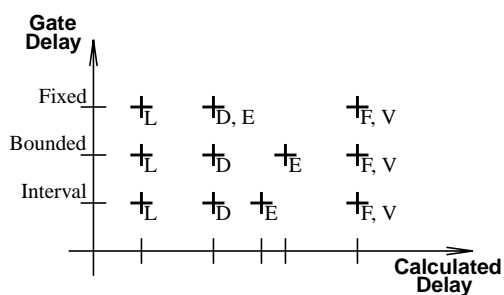 Gate
Delay
Fixed
L
D, E
F, V
Bounded
L
D
E
F, V
Interval
L
D
E
F, V
Calculated
Delay